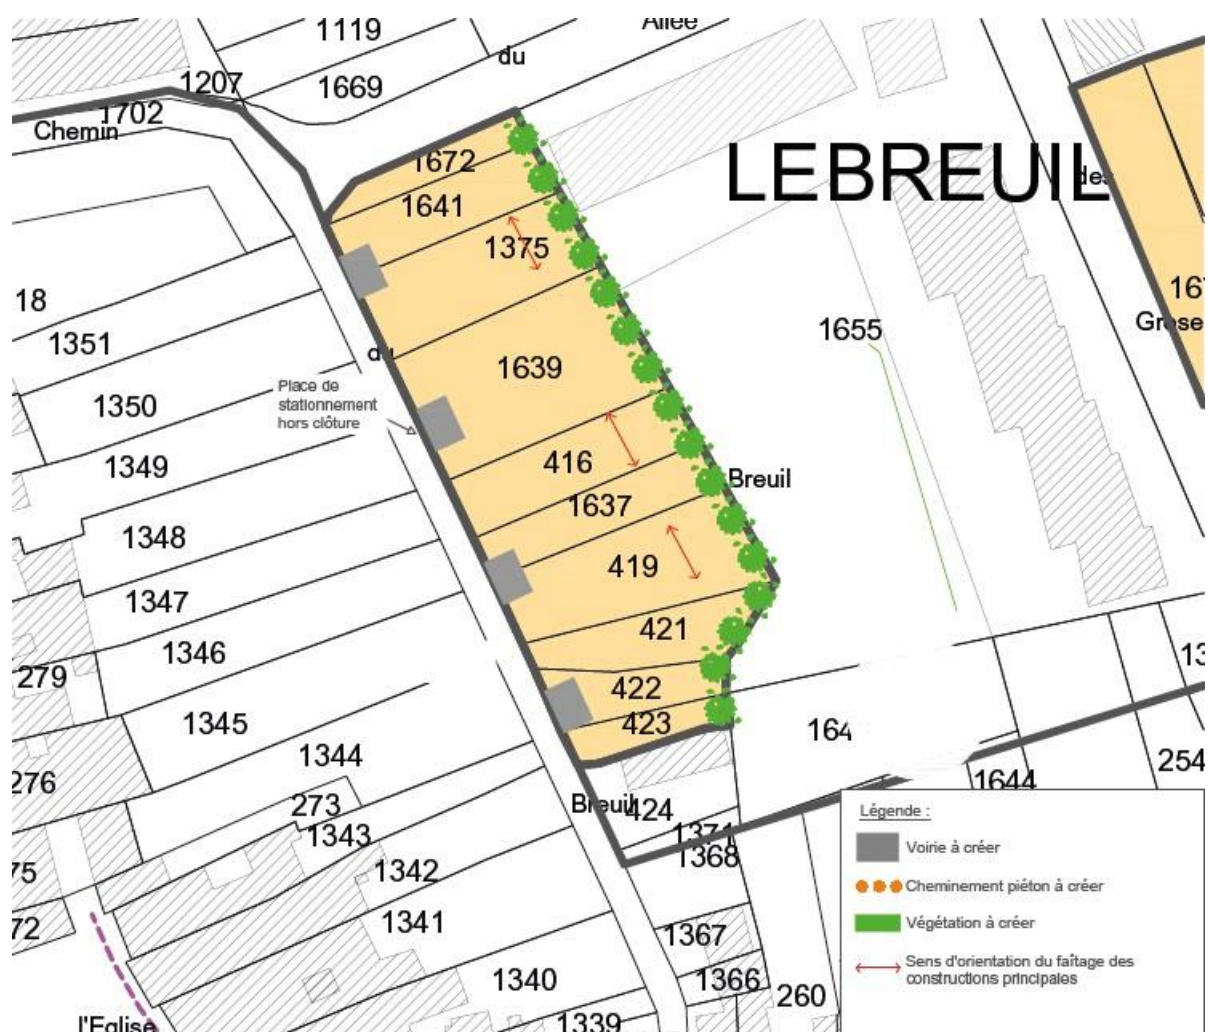 1119
Allée
du
1207
1669
1702
Chemin
1672
LEBREUIL
des
1641
1375
18
1655
Grose
1351
du
1639
Place de
stationnement
hors clôture
1350
416
1349
Breuil
1637
1348
419
1347
421
1346
279
422
423
1345
164
1344
254
276
1644
273
Breuil
424
1343
1371
1368
Légende :
Voirie à créer
75
1342
Cheminement piéton à créer
72
1341
Végétation à créer
1367
Sens d'orientation du faîtage des
constructions principales
1340
1366
260
1339
l'Eglise